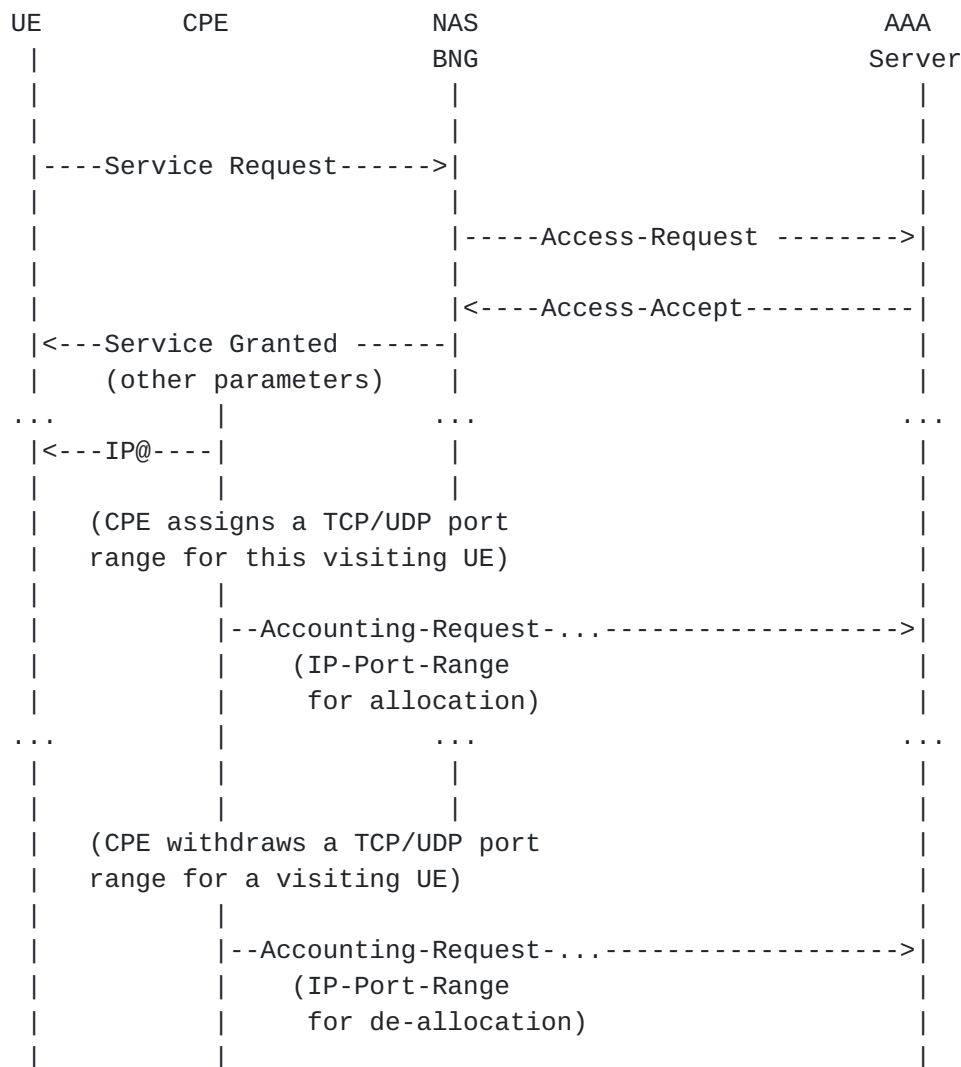 UE CPE NAS AAA
| BNG Server
| | |
| | |
|----Service Request------>| |
| | |
| |-----Access-Request -------->|
| | |
| |<----Access-Accept-----------|
|<---Service Granted ------| |
| (other parameters) | |
... | ... ...
|<---IP@----| | |
| | | |
| (CPE assigns a TCP/UDP port |
| range for this visiting UE) |
| | |
| |--Accounting-Request-...------------------->|
| | (IP-Port-Range |
| | for allocation) |
... | ... ...
| | | |
| | | |
| (CPE withdraws a TCP/UDP port |
| range for a visiting UE) |
| | |
| |--Accounting-Request-...------------------->|
| | (IP-Port-Range |
| | for de-allocation) |
| | |